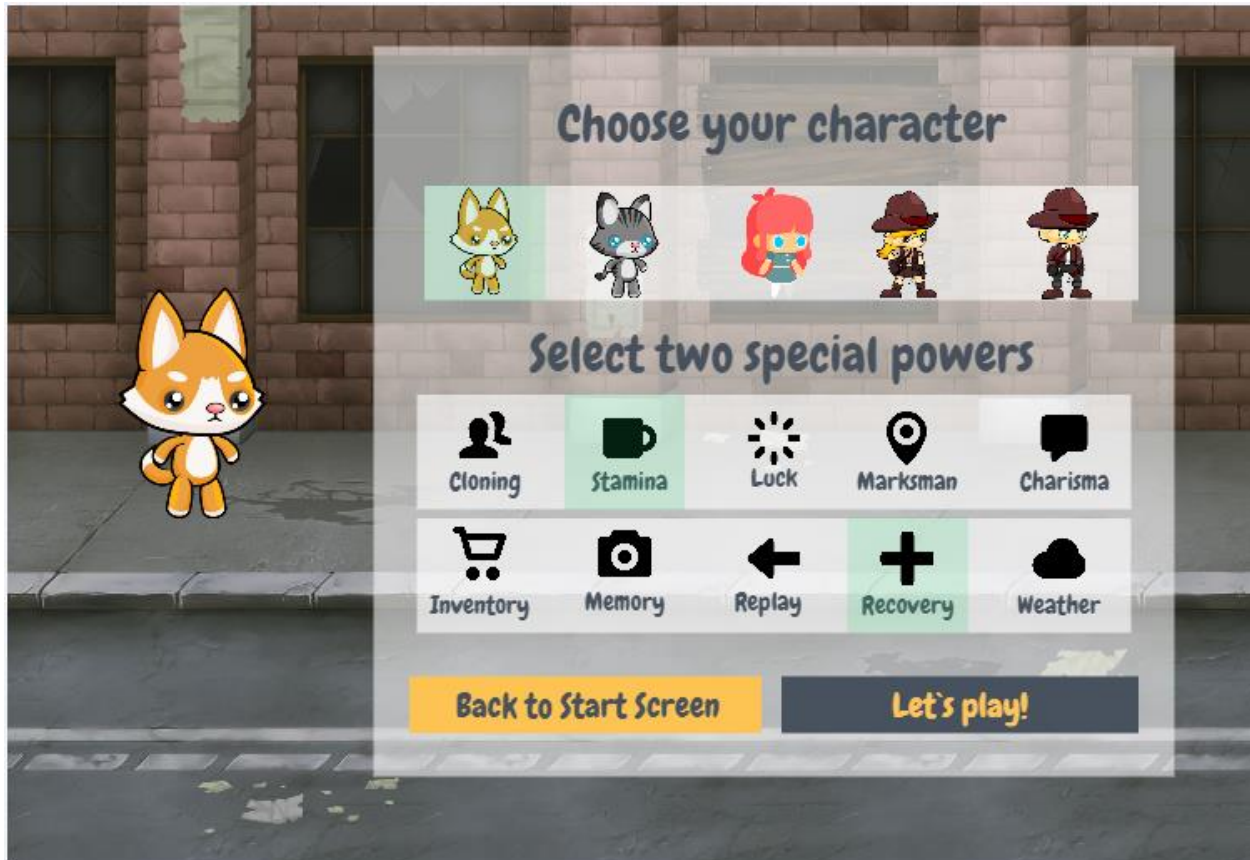 Choose your character
Select two special powers
Cloning Stamina Luck Marksman Charisma
Inventory Memory Replay Recovery Weather
Back to Start Screen Let`s play!